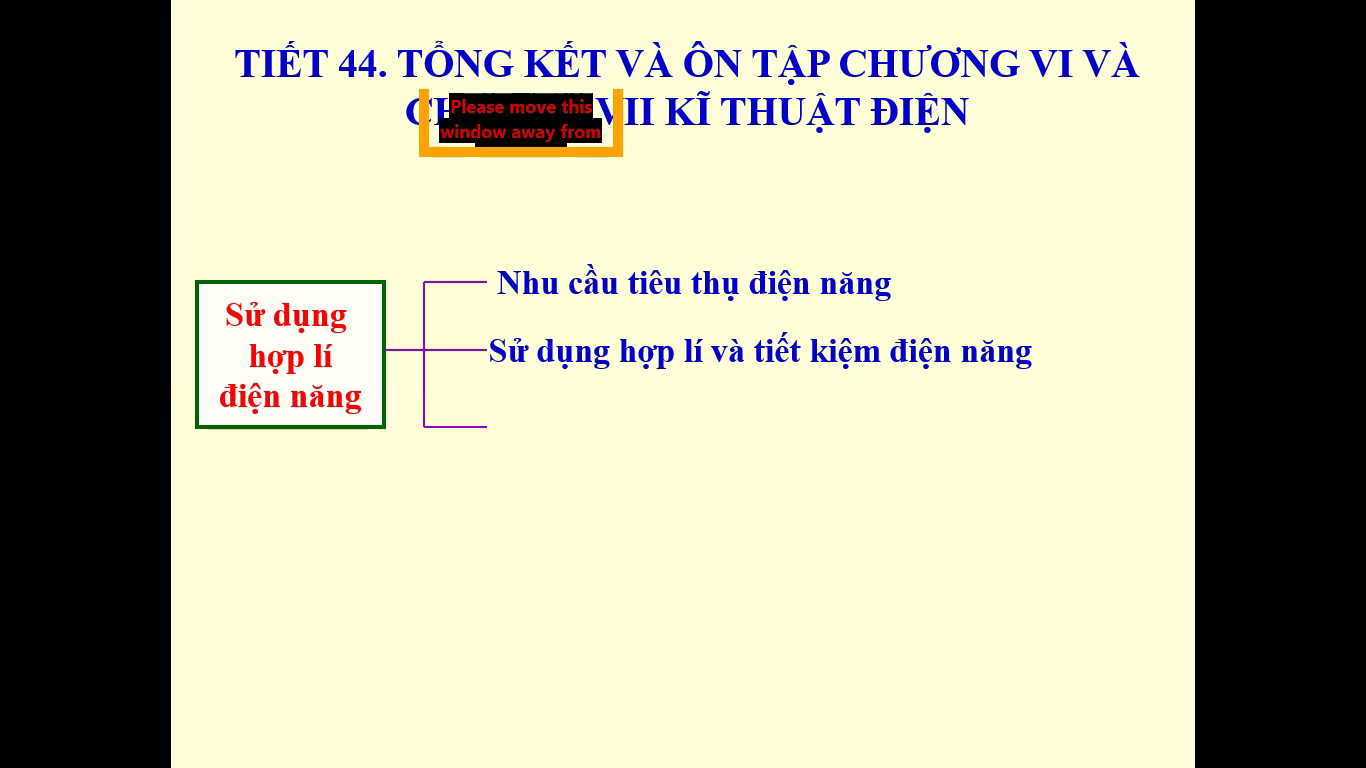 TIẾT 44. TỔNG KẾT VÀ ÔN TẬP CHƯƠNG VI VÀ
VII KĨ THUẬT ĐIỆN
Please move this
window away from
Nhu cầu tiêu thụ điện năng
Sử dụng
hợp lí
điện năng
Sử dụng hợp lí và tiết kiệm điện năng